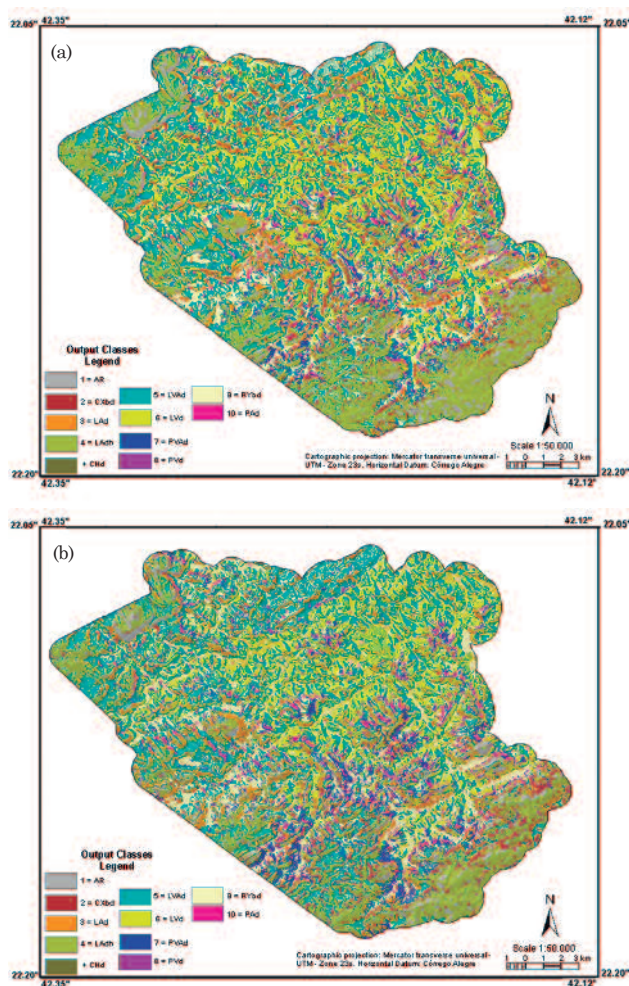 42.35" 42.12"
22.05" 22.05"
(a)
Output Classes
Legend
1 = AR
2 = CXbd
3 = LAd
4 = LAdh
+ CHd
5 = LVAd
6 = LVd
7 = PVAd
8 = PVd
9 = RYbd
10 = PAd
N
Scale 1:50.000
1 0 1 2 3 km
Cartographic projection: Mercator transverse universal-
UTM - Zone 23s. Horizontal Datum: Córrego Alegre
22.20" 22.20"
42.35" 42.12"
42.35" 42.12"
22.05" 22.05"
(b)
Output Classes
Legend
1 = AR
2 = CXbd
3 = LAd
4 = LAdh
+ CHd
5 = LVAd
6 = LVd
7 = PVAd
8 = PVd
9 = RYbd
10 = PAd
N
Scale 1:50.000
1 0 1 2 3 km
Cartographic projection: Mercator transverse universal-
UTM - Zone 23s. Horizontal Datum: Córrego Alegre
22.20" 22.20"
42.35" 42.12"